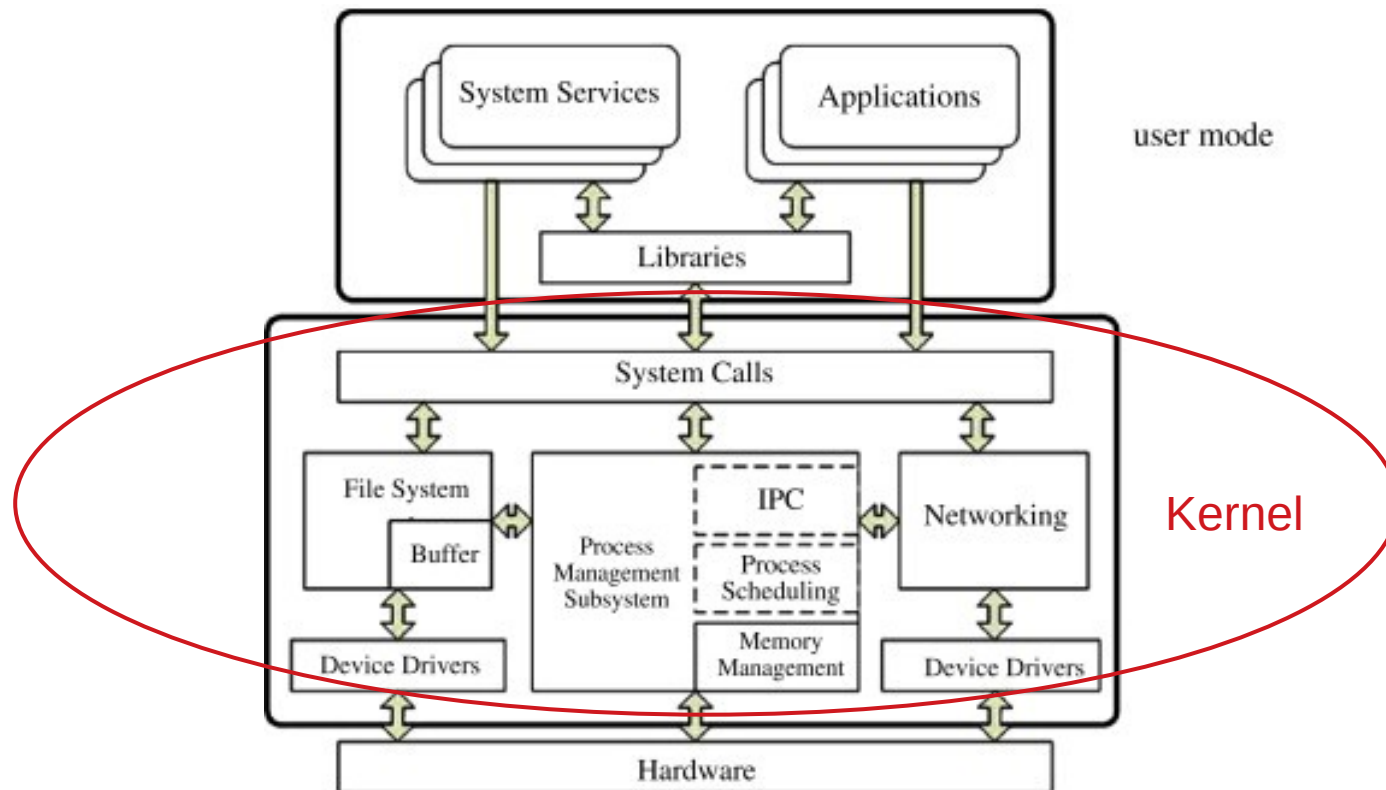 System Services
Applications
user mode
Libraries
System Calls
File System
Buffer
Process
Management
Subsystem
IPC
Process
Scheduling
Memory
Management
Networking
Kernel
Device Drivers
Device Drivers
Hardware